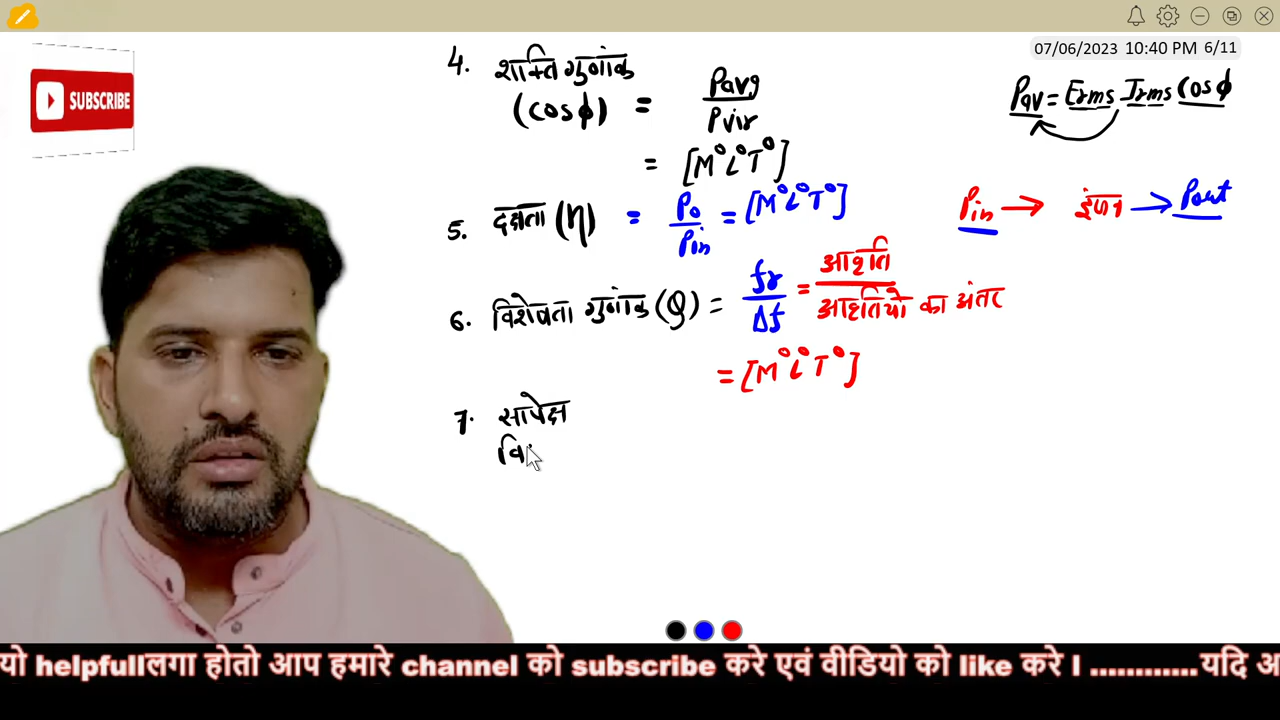 07/06/2023 10:40 PM 6/11
SUBSCRIBE
4. शक्ति गुणांक
(cosϕ) = Pavg / Pvir
= [M⁰L⁰T⁰]
Pav = Erms Irms cosϕ
5. दक्षता (η) = Po / Pin = [M⁰L⁰T⁰]
Pin → इंजन → Pout
6. विशेषता गुणांक (Q) = fr / Δf = आवृति / आवृतियो का अंतर
= [M⁰L⁰T⁰]
7. सापेक्ष
वि
यो helpfullलगा होतो आप हमारे channel को subscribe करे एवं वीडियो को like करे I ............यदि अ